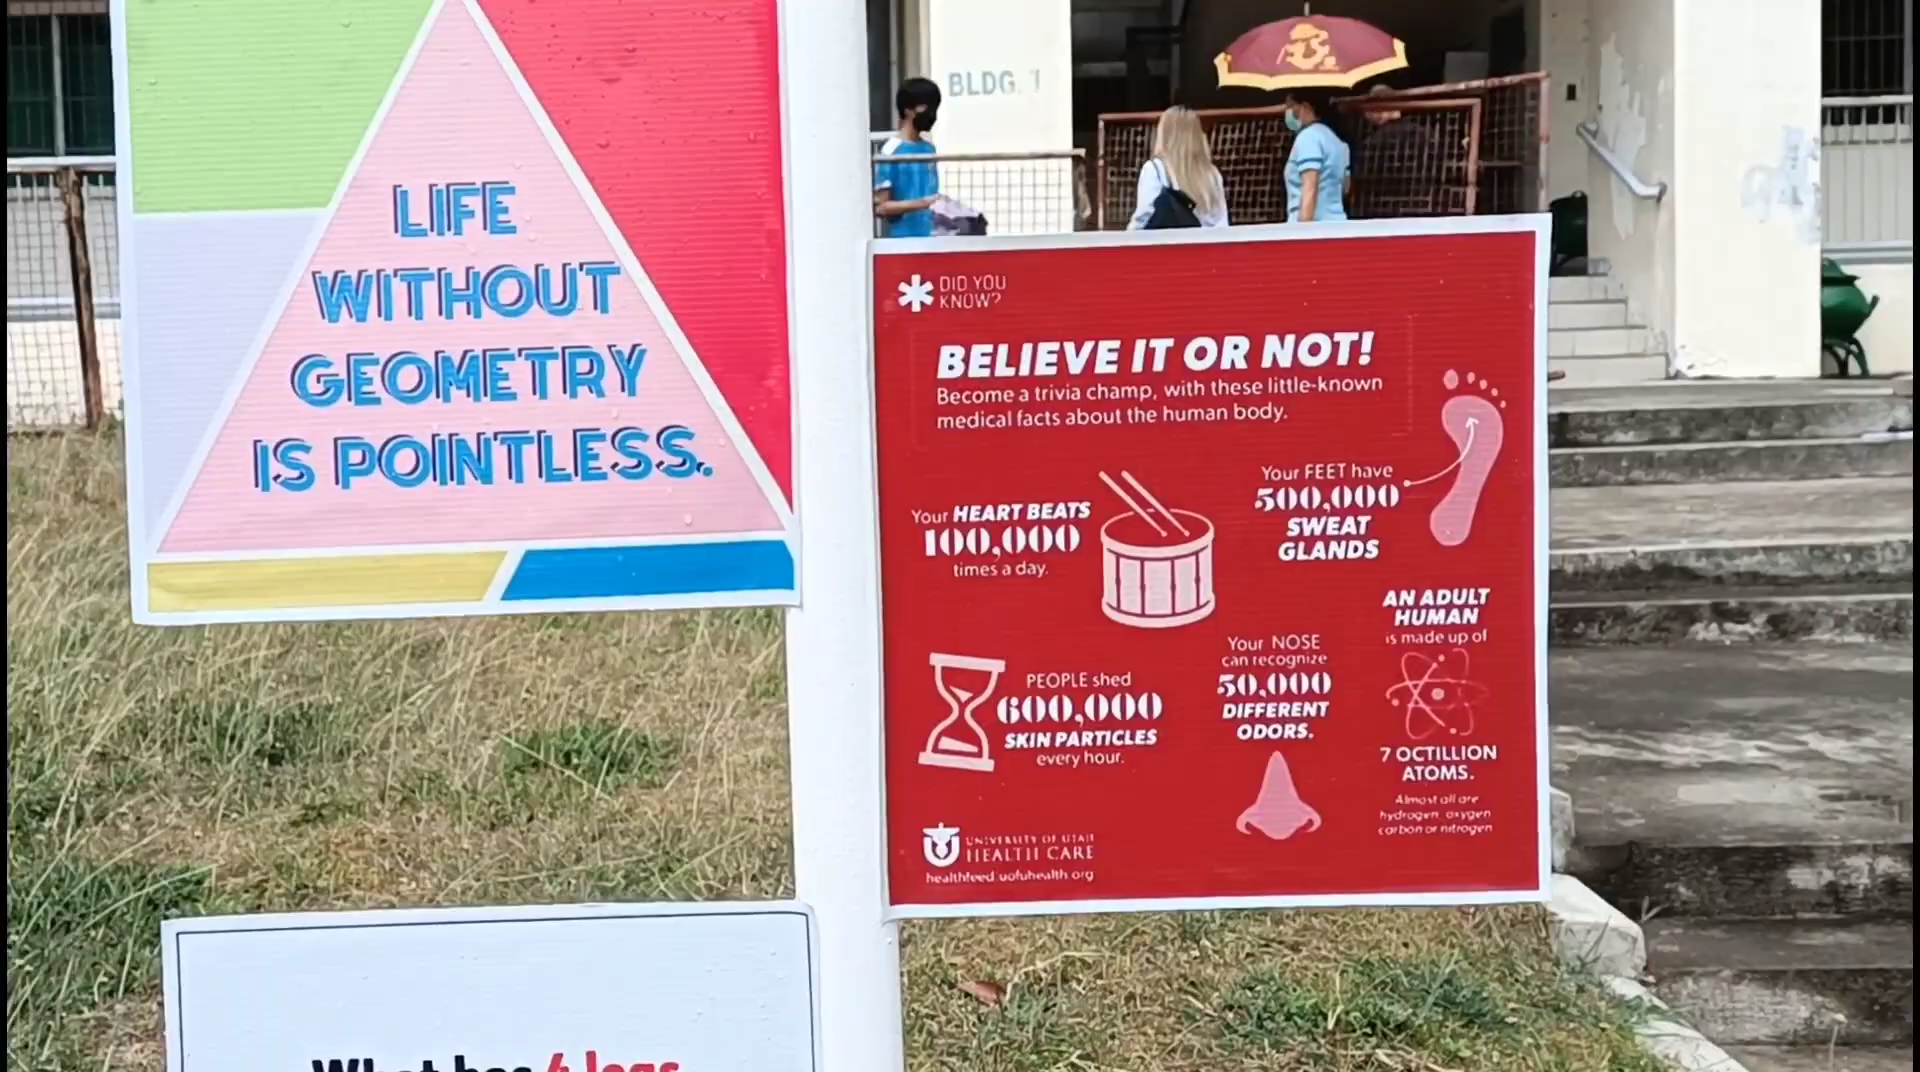 BLDG. 1
LIFE
WITHOUT
GEOMETRY
IS POINTLESS.
DID YOU
KNOW?
BELIEVE IT OR NOT!
Become a trivia champ, with these little-known
medical facts about the human body.
Your HEART BEATS
100,000
times a day.
Your FEET have
500,000
SWEAT
GLANDS
PEOPLE shed
600,000
SKIN PARTICLES
every hour.
Your NOSE
can recognize
50,000
DIFFERENT
ODORS.
AN ADULT
HUMAN
is made up of
7 OCTILLION
ATOMS.
Almost all are
hydrogen oxygen
carbon or nitrogen
UNIVERSITY OF UTAH
HEALTH CARE
healthfeed.uofuhealth.org
What has 4 legs